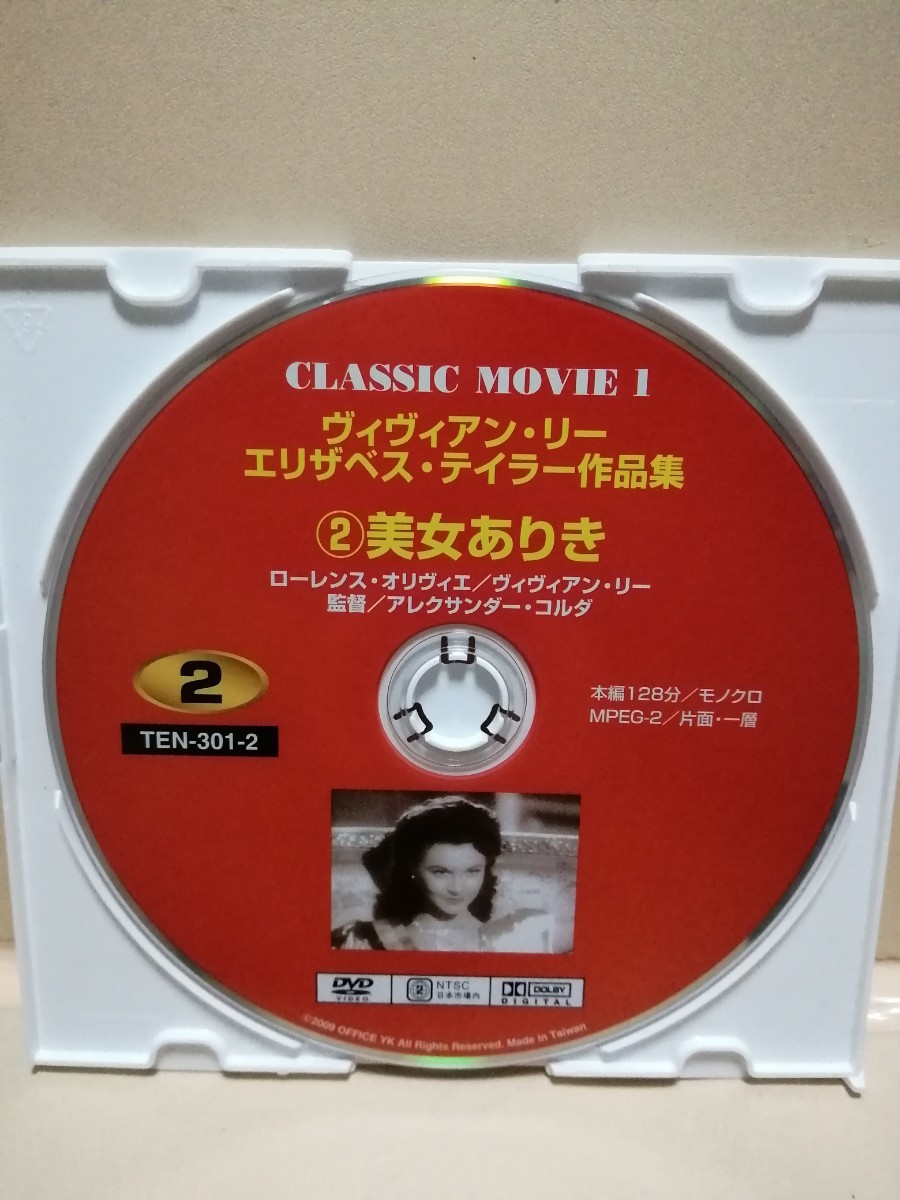 CLASSIC MOVIE 1
ヴィヴィアン・リー
エリザベス・テイラー作品集
②美女ありき
ローレンス・オリヴィエ／ヴィヴィアン・リー
監督／アレクサンダー・コルダ
2
TEN-301-2
本編128分／モノクロ
MPEG-2／片面・一層
DVD
VIDEO
2
NTSC
日本市場内
DOLBY
DIGITAL
©2009 OFFICE YK All Rights Reserved. Made in Taiwan